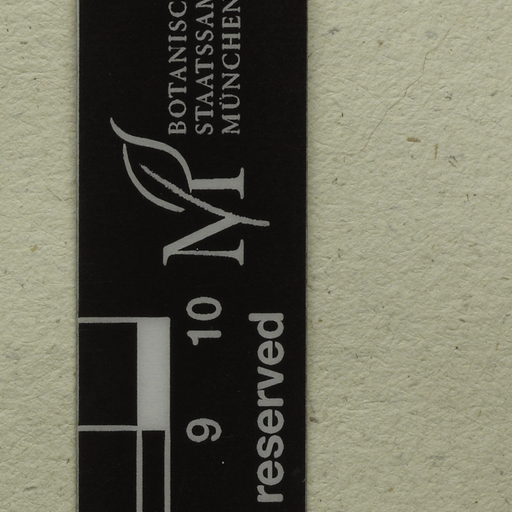 BOTANISC
STAATSSAM
MÜNCHEN
9 10
reserved